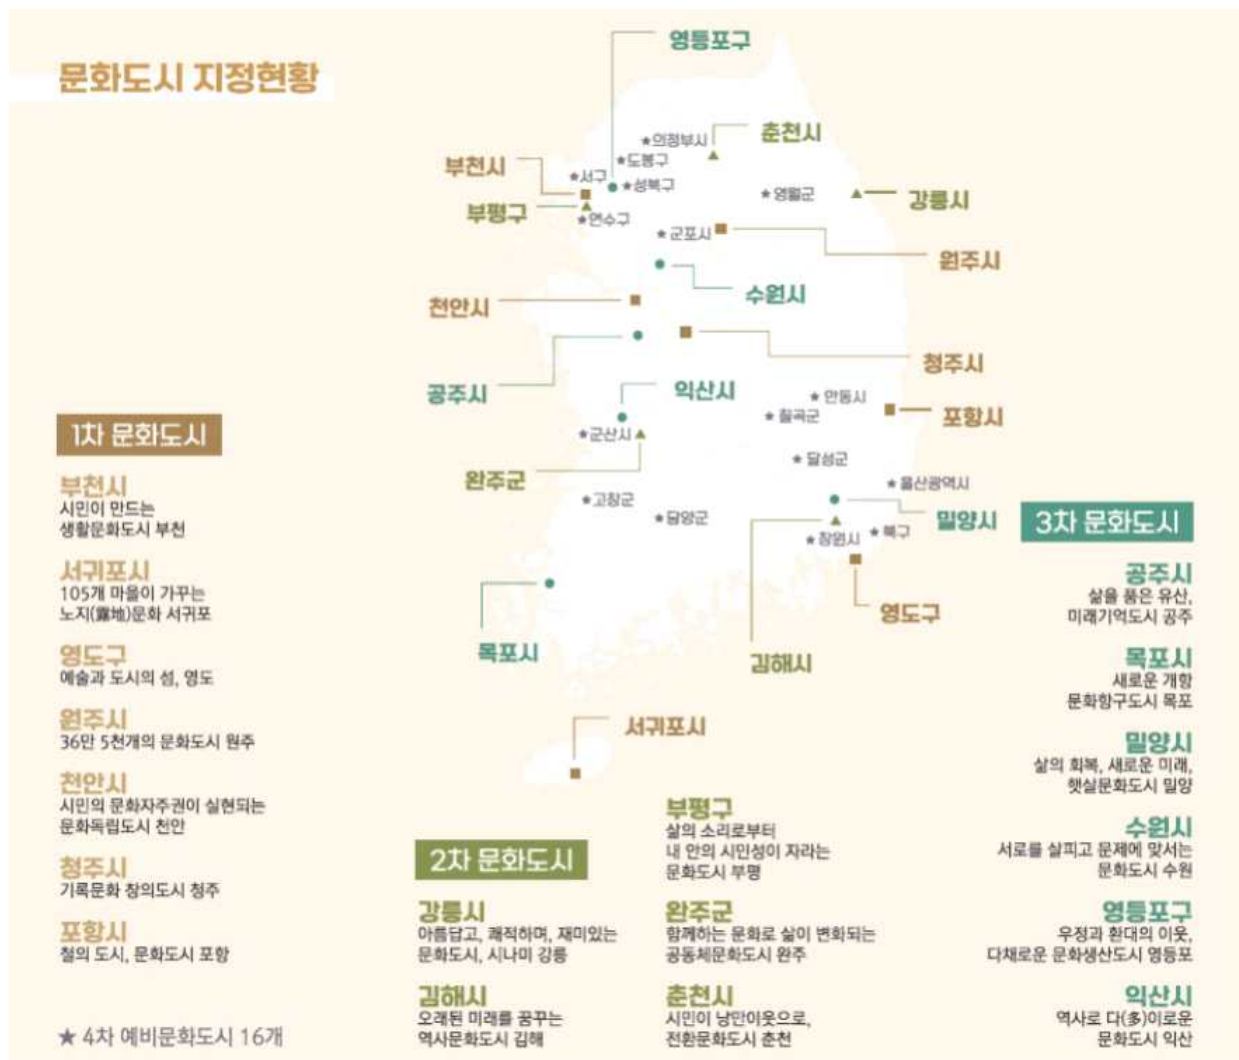 문화도시 지정현황
영등포구
춘천시
★의정부시
★도봉구
부천시
★서구
★성북구
★영월군
강릉시
부평구
★연수구
★군포시
원주시
수원시
천안시
청주시
공주시
익산시
★안동시
★칠곡군
포항시
★군산시
완주군
★달성군
★울산광역시
★고창군
★담양군
밀양시
★창원시
★북구
영도구
목포시
김해시
서귀포시
1차 문화도시
부천시
시민이 만드는
생활문화도시 부천
서귀포시
105개 마을이 가꾸는
노지(露地)문화 서귀포
영도구
예술과 도시의 섬, 영도
원주시
36만 5천개의 문화도시 원주
천안시
시민의 문화자주권이 실현되는
문화독립도시 천안
청주시
기록문화 창의도시 청주
포항시
철의 도시, 문화도시 포항
★ 4차 예비문화도시 16개
2차 문화도시
강릉시
아름답고, 쾌적하며, 재미있는
문화도시, 시나미 강릉
김해시
오래된 미래를 꿈꾸는
역사문화도시 김해
부평구
삶의 소리로부터
내 안의 시민성이 자라는
문화도시 부평
완주군
함께하는 문화로 삶이 변화되는
공동체문화도시 완주
춘천시
시민이 낭만이웃으로,
전환문화도시 춘천
3차 문화도시
공주시
삶을 품은 유산,
미래기억도시 공주
목포시
새로운 개항
문화항구도시 목포
밀양시
삶의 회복, 새로운 미래,
햇살문화도시 밀양
수원시
서로를 살피고 문제에 맞서는
문화도시 수원
영등포구
우정과 환대의 이웃,
다채로운 문화생산도시 영등포
익산시
역사로 다(多)이로운
문화도시 익산